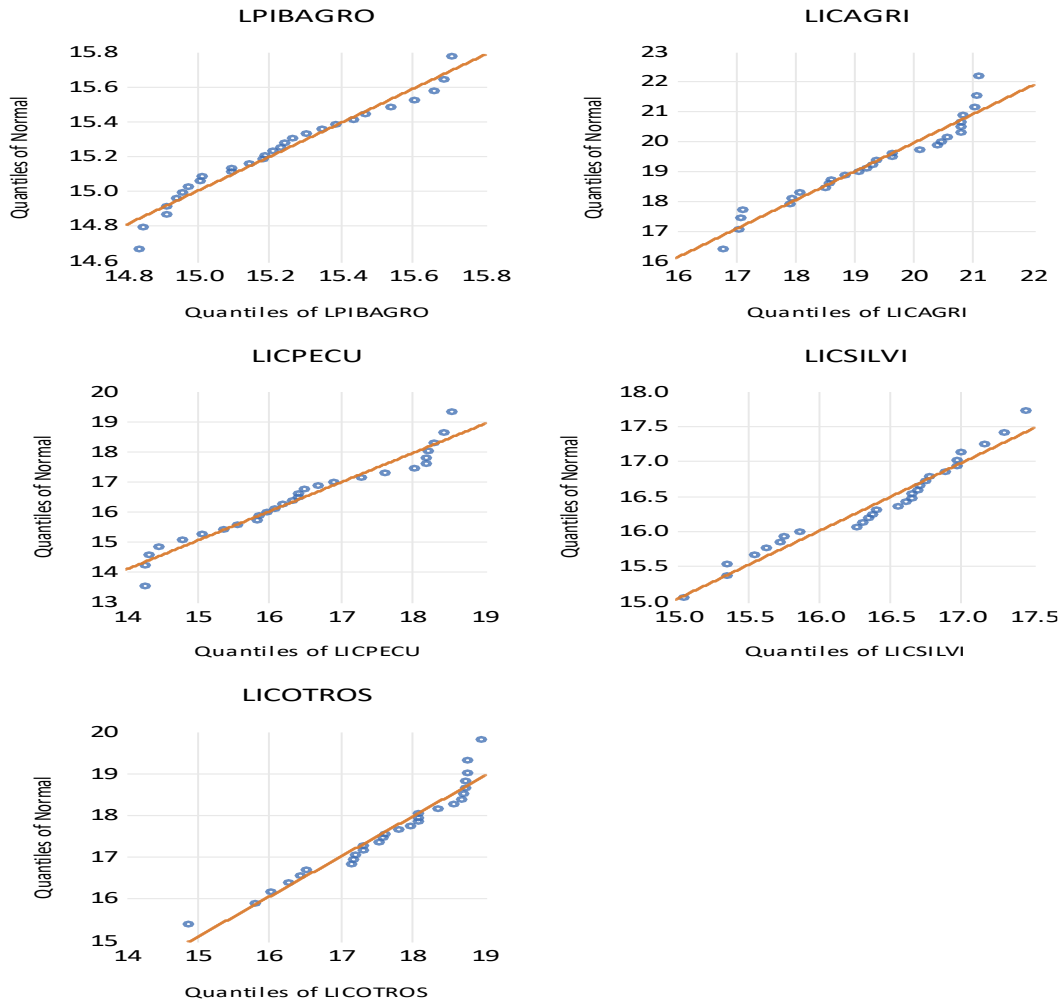 LPIBAGRO
15.8
15.6
15.4
15.2
15.0
14.8
14.6
Quantiles of Normal
14.8 15.0 15.2 15.4 15.6 15.8
Quantiles of LPIBAGRO
LICAGRI
23
22
21
20
19
18
17
16
Quantiles of Normal
16 17 18 19 20 21 22
Quantiles of LICAGRI
LICPECU
20
19
18
17
16
15
14
13
Quantiles of Normal
14 15 16 17 18 19
Quantiles of LICPECU
LICSILVI
18.0
17.5
17.0
16.5
16.0
15.5
15.0
Quantiles of Normal
15.0 15.5 16.0 16.5 17.0 17.5
Quantiles of LICSILVI
LICOTROS
20
19
18
17
16
15
Quantiles of Normal
14 15 16 17 18 19
Quantiles of LICOTROS